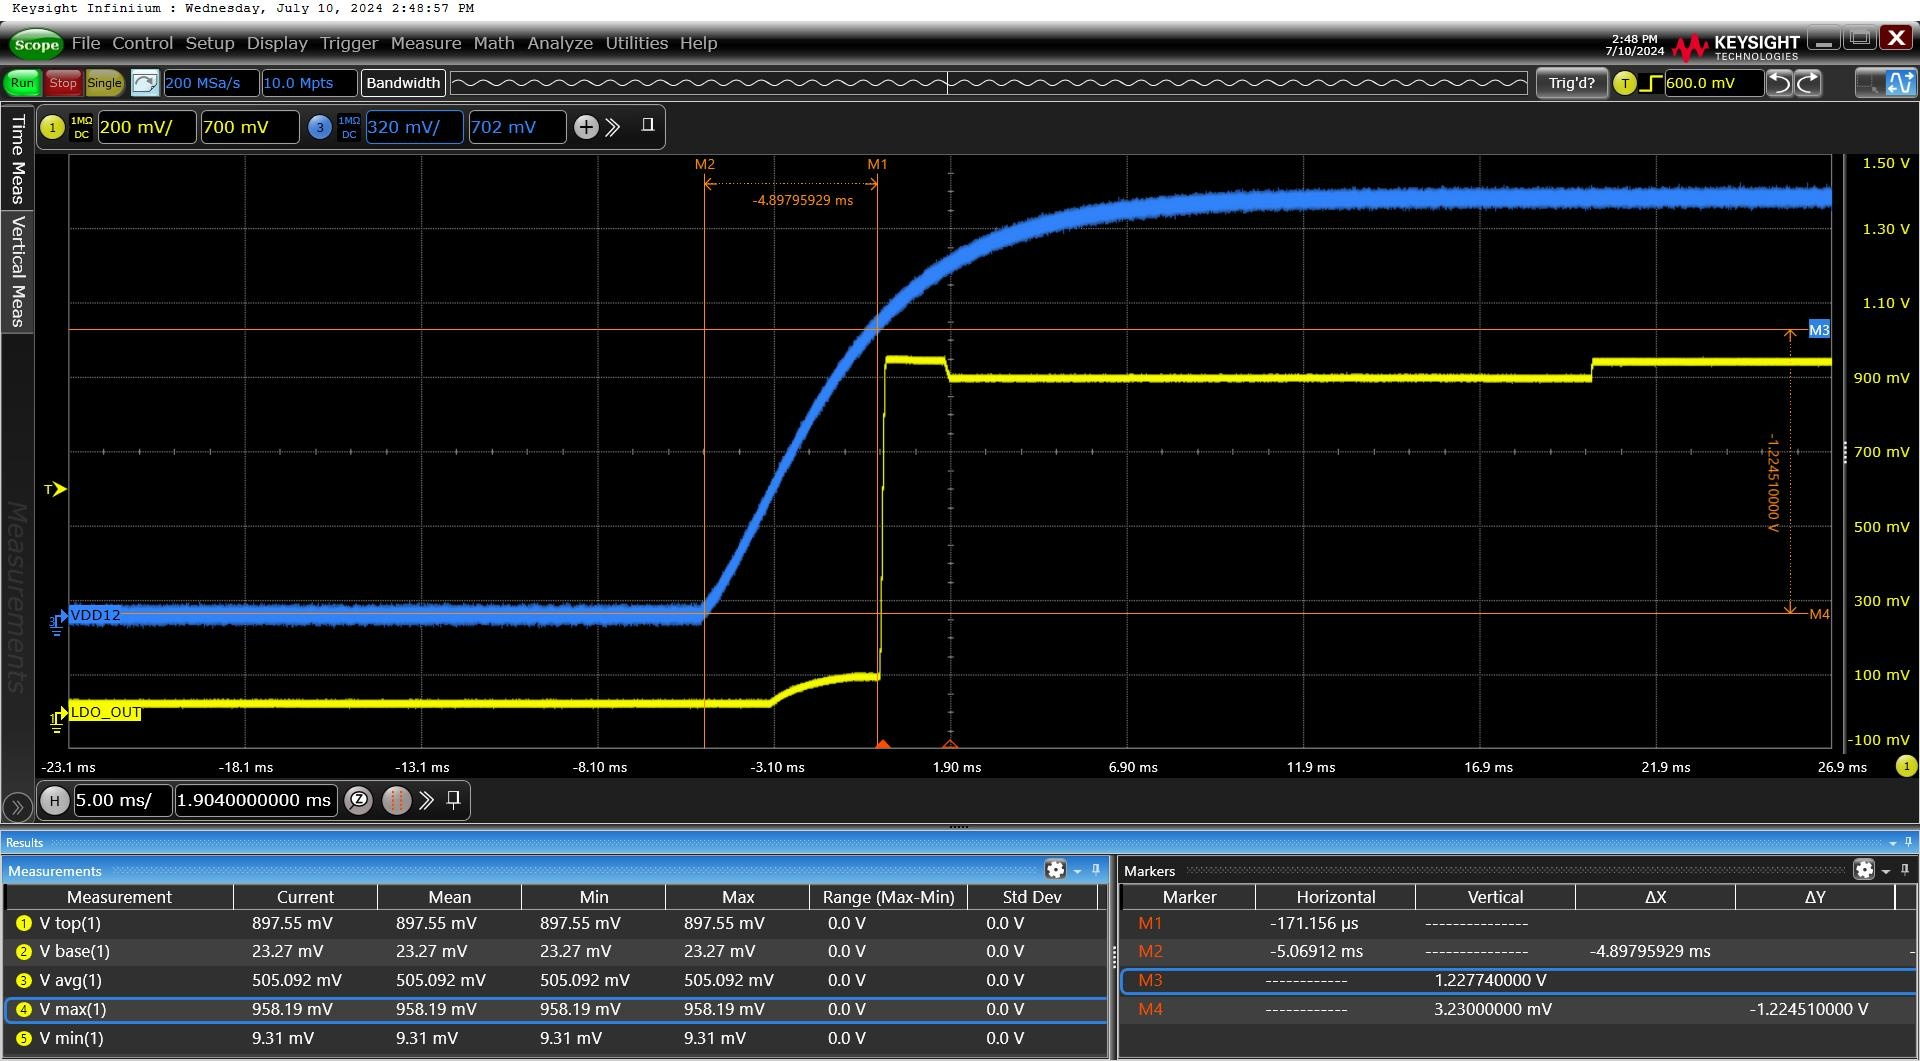 Keysight Infiniium : Wednesday, July 10, 2024 2:48:57 PM
Scope File Control Setup Display Trigger Measure Math Analyze Utilities Help
2:48 PM
7/10/2024
KEYSIGHT
TECHNOLOGIES
Run Stop Single 200 MSa/s 10.0 Mpts Bandwidth Trig'd? T 600.0 mV
1 1MΩ DC 200 mV/ 700 mV 3 1MΩ DC 320 mV/ 702 mV
Time Meas
Vertical Meas
Measurements
M2 M1
-4.89795929 ms
1.50 V
1.30 V
1.10 V
M3
900 mV
700 mV
-1.224510000 V
T
500 mV
300 mV
3 VDD12
M4
100 mV
1 LDO_OUT
-100 mV
-23.1 ms -18.1 ms -13.1 ms -8.10 ms -3.10 ms 1.90 ms 6.90 ms 11.9 ms 16.9 ms 21.9 ms 26.9 ms 1
H 5.00 ms/ 1.9040000000 ms Z
Results
Measurements
Measurement Current Mean Min Max Range (Max-Min) Std Dev
1 V top(1) 897.55 mV 897.55 mV 897.55 mV 897.55 mV 0.0 V 0.0 V
2 V base(1) 23.27 mV 23.27 mV 23.27 mV 23.27 mV 0.0 V 0.0 V
3 V avg(1) 505.092 mV 505.092 mV 505.092 mV 505.092 mV 0.0 V 0.0 V
4 V max(1) 958.19 mV 958.19 mV 958.19 mV 958.19 mV 0.0 V 0.0 V
5 V min(1) 9.31 mV 9.31 mV 9.31 mV 9.31 mV 0.0 V 0.0 V
Markers
Marker Horizontal Vertical ΔX ΔY
M1 -171.156 µs ---------------
M2 -5.06912 ms --------------- -4.89795929 ms -
M3 ------------ 1.227740000 V
M4 ------------ 3.23000000 mV -1.224510000 V